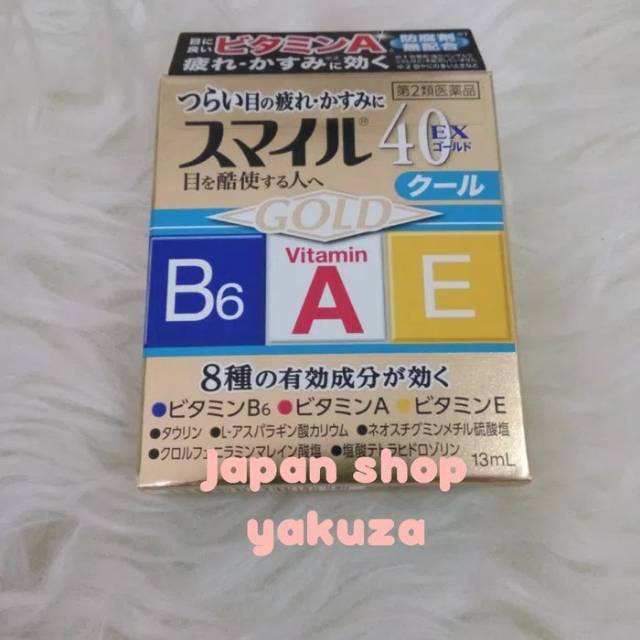 目に良い ビタミンA 防腐剤 無配合
疲れ・かすみに効く
つらい目の疲れ・かすみに
第2類医薬品
スマイル® 40 EX ゴールド
目を酷使する人へ
クール
GOLD
B6
Vitamin A
E
8種の有効成分が効く
●ビタミンB6 ●ビタミンA ●ビタミンE
●タウリン ●L-アスパラギン酸カリウム ●ネオスチグミンメチル硫酸塩
●クロルフェニラミンマレイン酸塩 ●塩酸テトラヒドロゾリン
13mL
Japan shop
yakuza